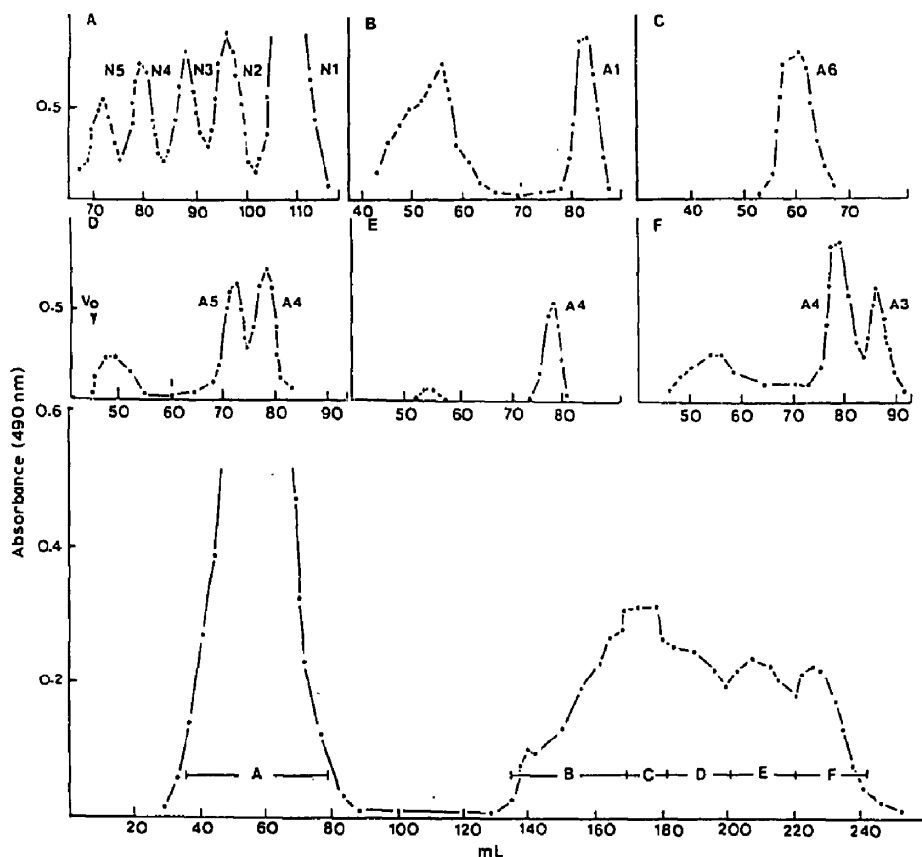 A B C
N5 N4 N3 N2 N1 A1 A6
0.5
70 80 90 100 110 40 50 60 70 80 30 40 50 60 70
D E F
Vo A5 A4 A4 A4 A3
0.5
50 60 70 80 90 50 60 70 80 50 60 70 80 90
0.6
Absorbance (490 nm)
0.4
0.2
A B C D E F
20 40 60 80 100 120 140 160 180 200 220 240
mL